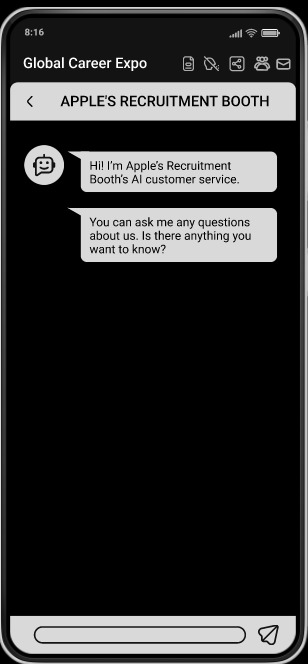 8:16
Global Career Expo
APPLE'S RECRUITMENT BOOTH
Hi! I'm Apple's Recruitment
Booth's AI customer service.
You can ask me any questions
about us. Is there anything you
want to know?